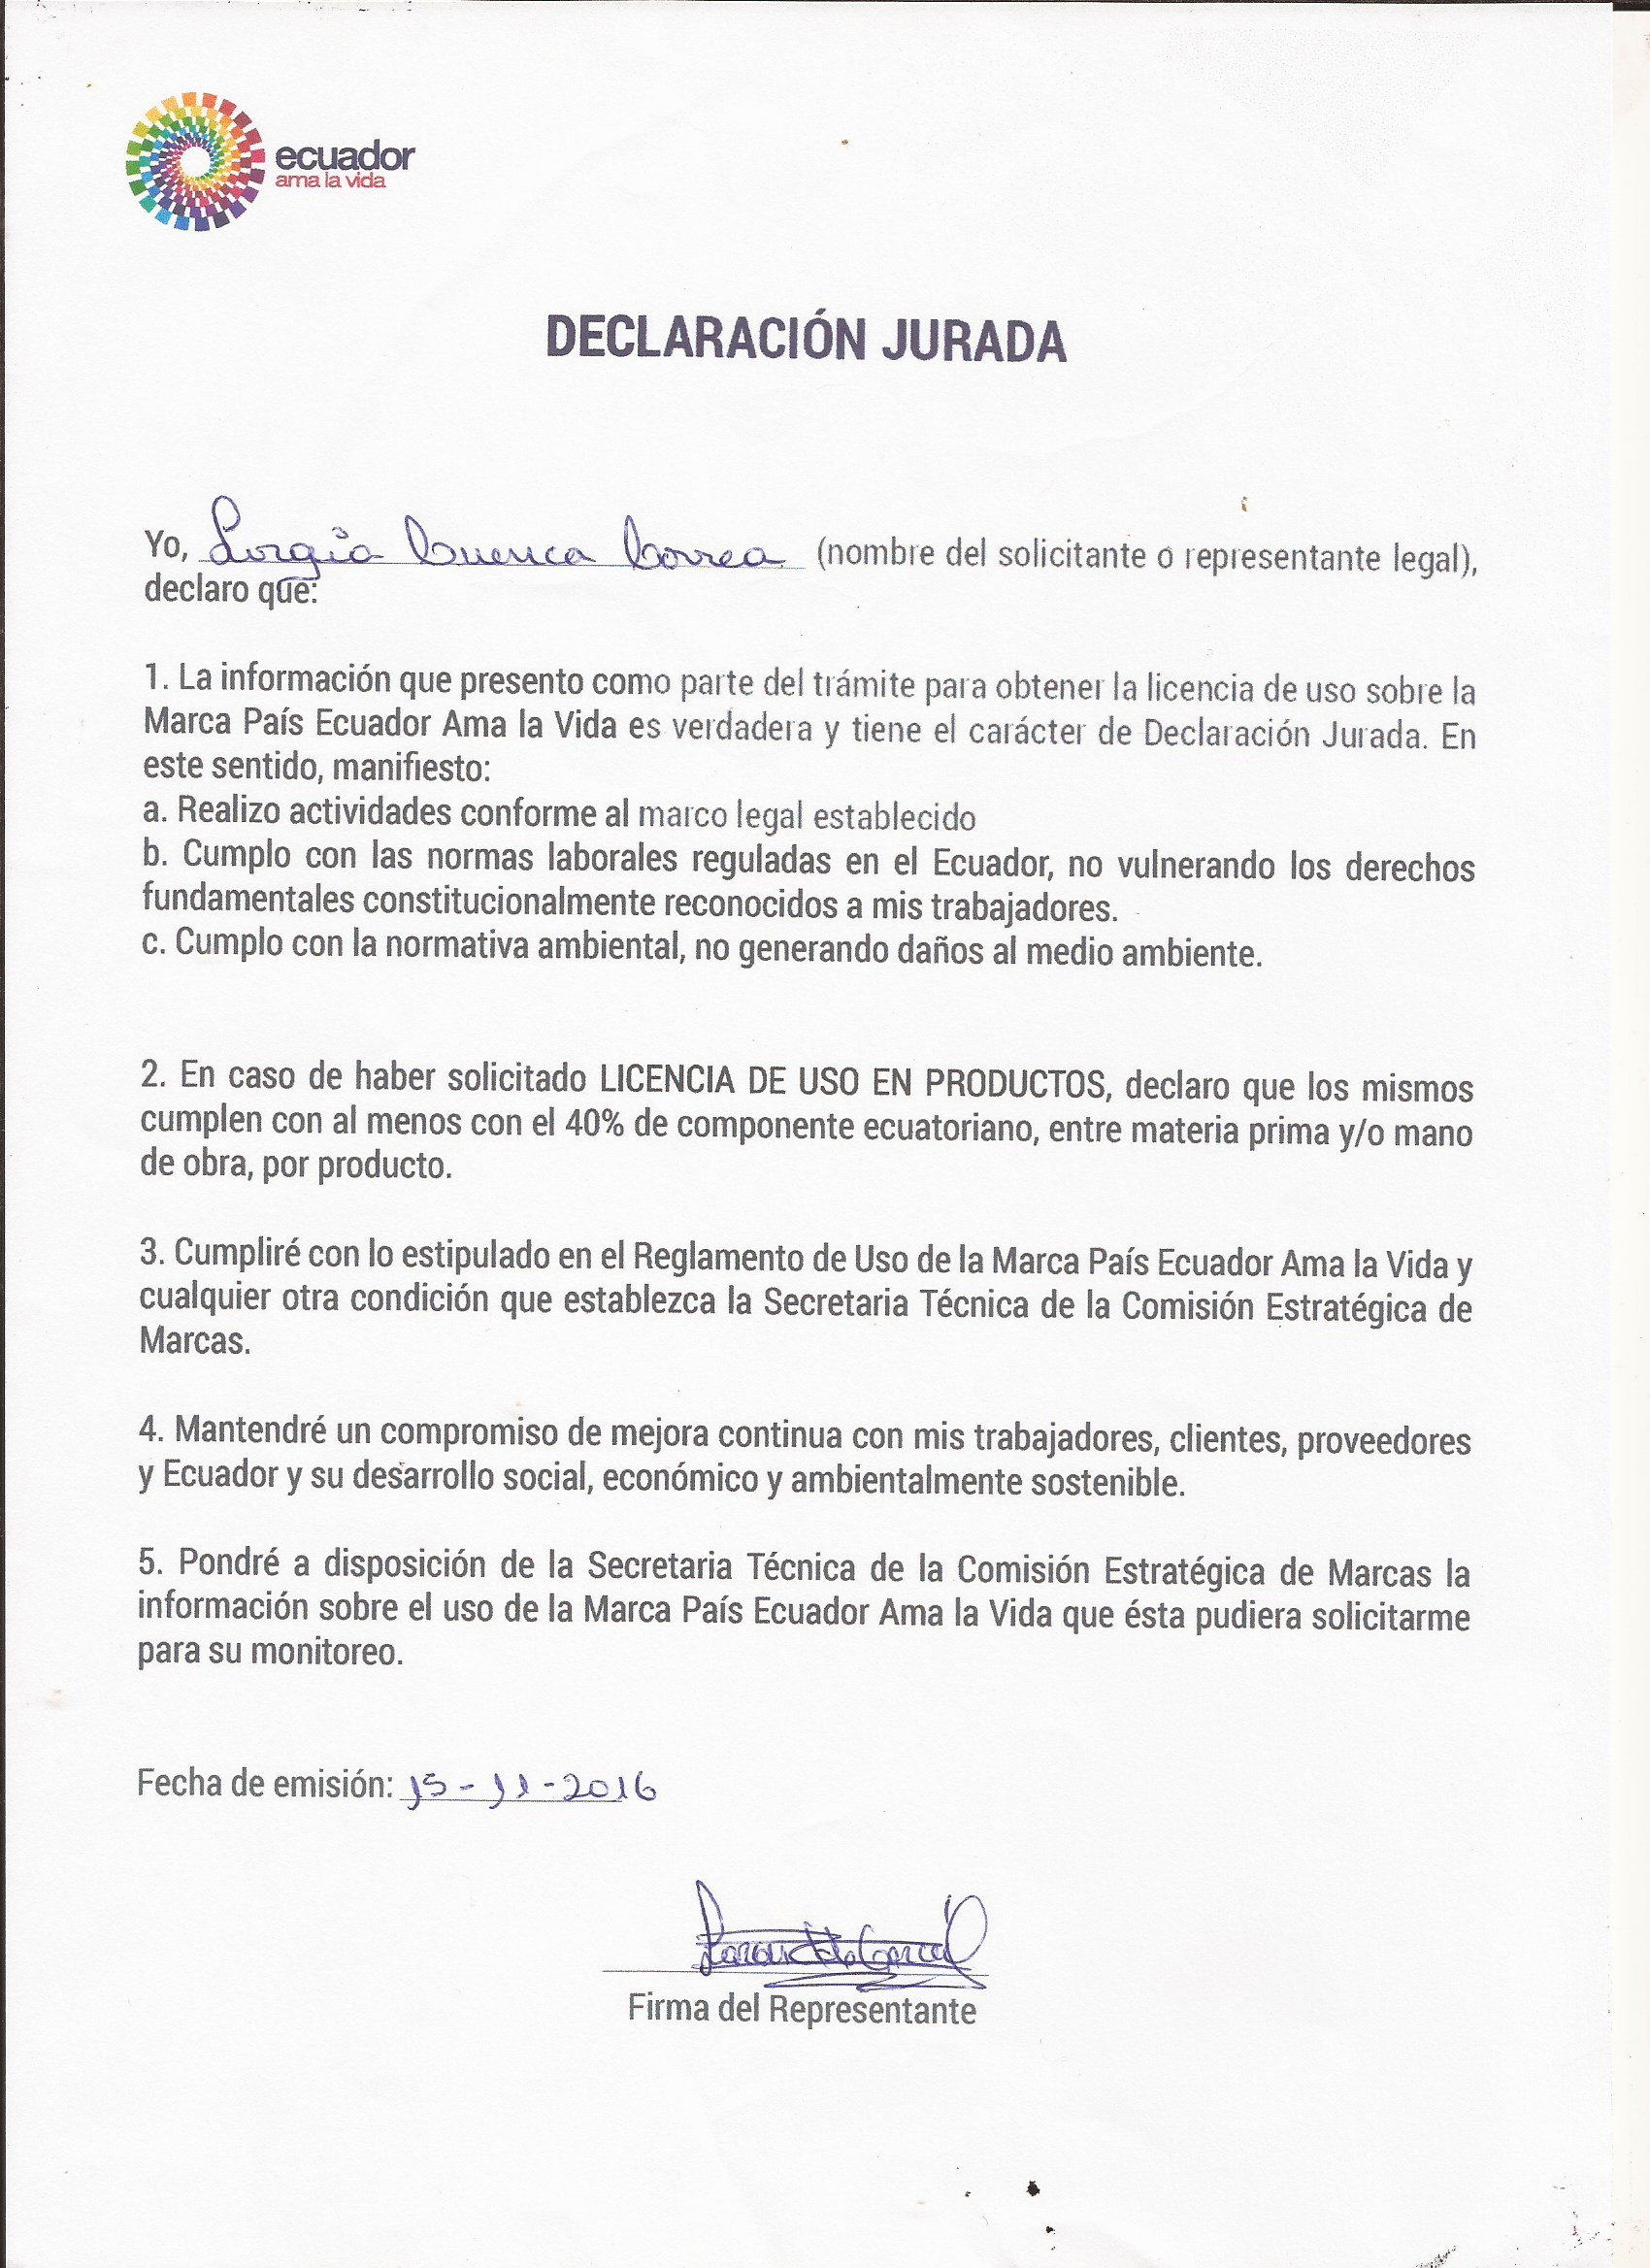 ecuador
ama la vida
DECLARACIÓN JURADA
Yo, Lorgia Cuenca Correa (nombre del solicitante o representante legal),
declaro que:
1. La información que presento como parte del trámite para obtener la licencia de uso sobre la
Marca País Ecuador Ama la Vida es verdadera y tiene el carácter de Declaración Jurada. En
este sentido, manifiesto:
a. Realizo actividades conforme al marco legal establecido
b. Cumplo con las normas laborales reguladas en el Ecuador, no vulnerando los derechos
fundamentales constitucionalmente reconocidos a mis trabajadores.
c. Cumplo con la normativa ambiental, no generando daños al medio ambiente.
2. En caso de haber solicitado LICENCIA DE USO EN PRODUCTOS, declaro que los mismos
cumplen con al menos con el 40% de componente ecuatoriano, entre materia prima y/o mano
de obra, por producto.
3. Cumpliré con lo estipulado en el Reglamento de Uso de la Marca País Ecuador Ama la Vida y
cualquier otra condición que establezca la Secretaria Técnica de la Comisión Estratégica de
Marcas.
4. Mantendré un compromiso de mejora continua con mis trabajadores, clientes, proveedores
y Ecuador y su desarrollo social, económico y ambientalmente sostenible.
5. Pondré a disposición de la Secretaria Técnica de la Comisión Estratégica de Marcas la
información sobre el uso de la Marca País Ecuador Ama la Vida que ésta pudiera solicitarme
para su monitoreo.
Fecha de emisión: 15-11-2016
Firma del Representante